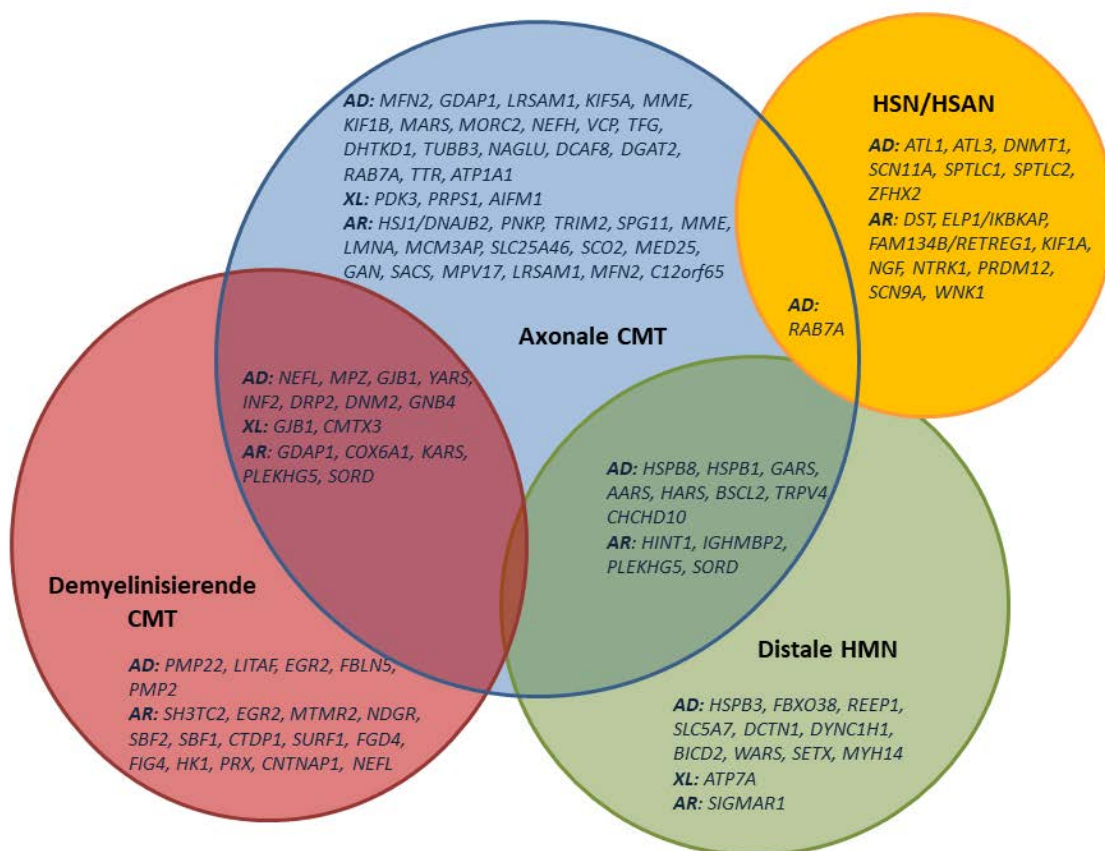 AD: MFN2, GDAP1, LRSAM1, KIF5A, MME,
KIF1B, MARS, MORC2, NEFH, VCP, TFG,
DHTKD1, TUBB3, NAGLU, DCAF8, DGAT2,
RAB7A, TTR, ATP1A1
XL: PDK3, PRPS1, AIFM1
AR: HSJ1/DNAJB2, PNKP, TRIM2, SPG11, MME,
LMNA, MCM3AP, SLC25A46, SCO2, MED25,
GAN, SACS, MPV17, LRSAM1, MFN2, C12orf65
Axonale CMT
HSN/HSAN
AD: ATL1, ATL3, DNMT1,
SCN11A, SPTLC1, SPTLC2,
ZFHX2
AR: DST, ELP1/IKBKAP,
FAM134B/RETREG1, KIF1A,
NGF, NTRK1, PRDM12,
SCN9A, WNK1
AD:
RAB7A
AD: NEFL, MPZ, GJB1, YARS,
INF2, DRP2, DNM2, GNB4
XL: GJB1, CMTX3
AR: GDAP1, COX6A1, KARS,
PLEKHG5, SORD
AD: HSPB8, HSPB1, GARS,
AARS, HARS, BSCL2, TRPV4
CHCHD10
AR: HINT1, IGHMBP2,
PLEKHG5, SORD
Demyelinisierende
CMT
AD: PMP22, LITAF, EGR2, FBLN5,
PMP2
AR: SH3TC2, EGR2, MTMR2, NDGR,
SBF2, SBF1, CTDP1, SURF1, FGD4,
FIG4, HK1, PRX, CNTNAP1, NEFL
Distale HMN
AD: HSPB3, FBXO38, REEP1,
SLC5A7, DCTN1, DYNC1H1,
BICD2, WARS, SETX, MYH14
XL: ATP7A
AR: SIGMAR1